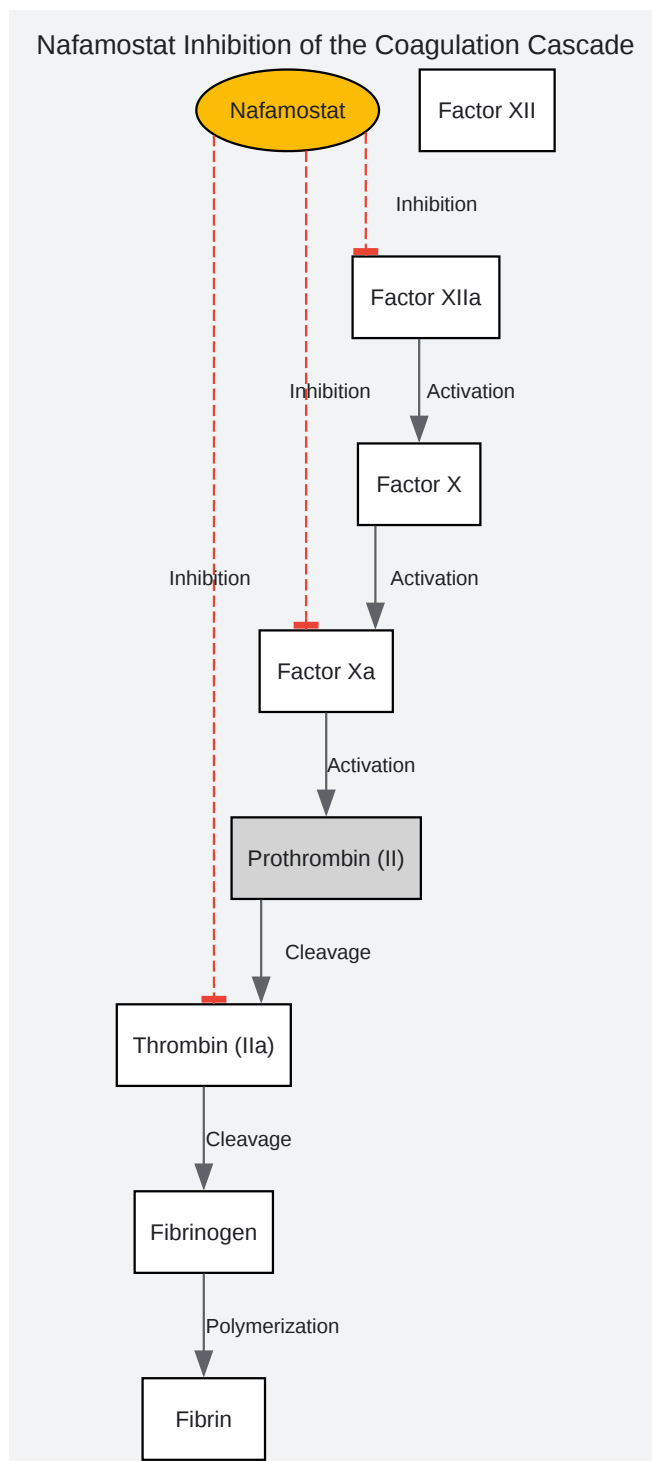 Nafamostat Inhibition of the Coagulation Cascade
Nafamostat
Factor XII
Inhibition
Factor XIIa
Inhibition
Activation
Factor X
Inhibition
Activation
Factor Xa
Activation
Prothrombin (II)
Cleavage
Thrombin (IIa)
Cleavage
Fibrinogen
Polymerization
Fibrin